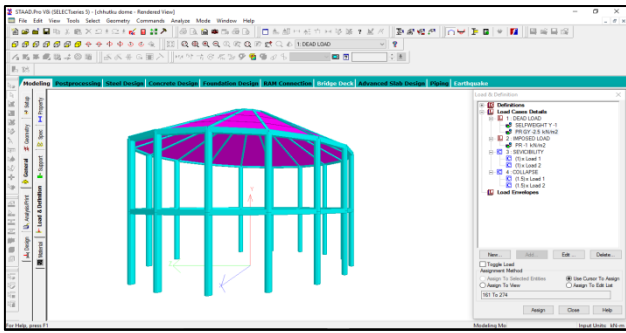 STAAD.Pro V8i (SELECTseries 5) - [chhutku dome - Rendered View]
File Edit View Tools Select Geometry Commands Analyze Mode Window Help
1: DEAD LOAD
Modeling Postprocessing Steel Design Concrete Design Foundation Design RAM Connection Bridge Deck Advanced Slab Design Piping Earthquake
Setup
Geometry
General
Analysis/Print
Design
Property
Spec
Support
Load & Definition
Material
Load & Definition
Definitions
Load Cases Details
1 : DEAD LOAD
SELFWEIGHT Y -1
PR GY -2.5 kN/m2
2 : IMPOSED LOAD
PR -1 kN/m2
3 : SEVICIBILITY
(1) x Load 1
(1) x Load 2
4 : COLLAPSE
(1.5) x Load 1
(1.5) x Load 2
Load Envelopes
New... Add... Edit... Delete...
Toggle Load
Assignment Method
Assign To Selected Entities Use Cursor To Assign
Assign To View Assign To Edit List
161 To 274
Assign Close Help
For Help, press F1 Modeling Mo: Input Units: kN-m